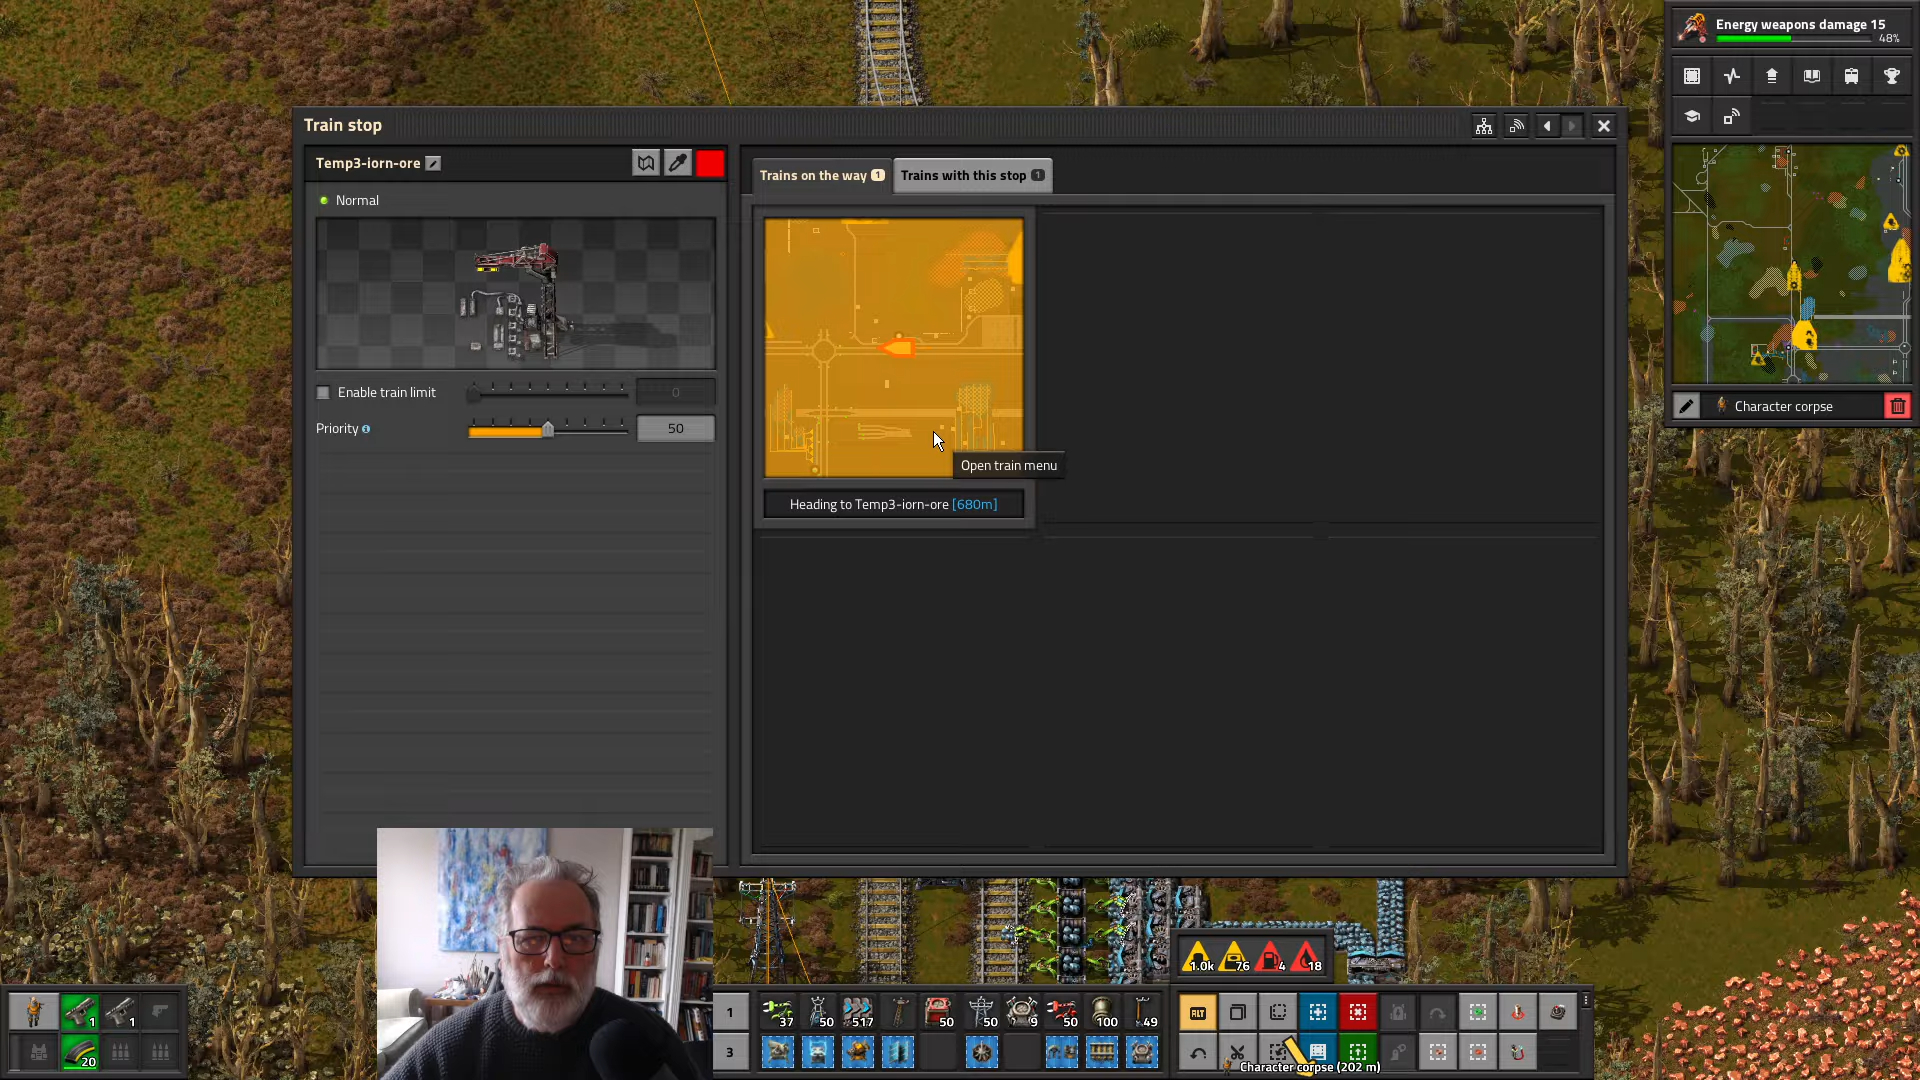 Energy weapons damage 15
48%
Train stop
Temp3-iorn-ore
Trains on the way 1
Trains with this stop 1
Normal
Enable train limit
0
Priority
50
Open train menu
Heading to Temp3-iorn-ore [680m]
Character corpse
1.0k
76
4
18
1
1
20
1
37
50
517
50
50
9
50
100
49
ALT
3
Character corpse (202 m)